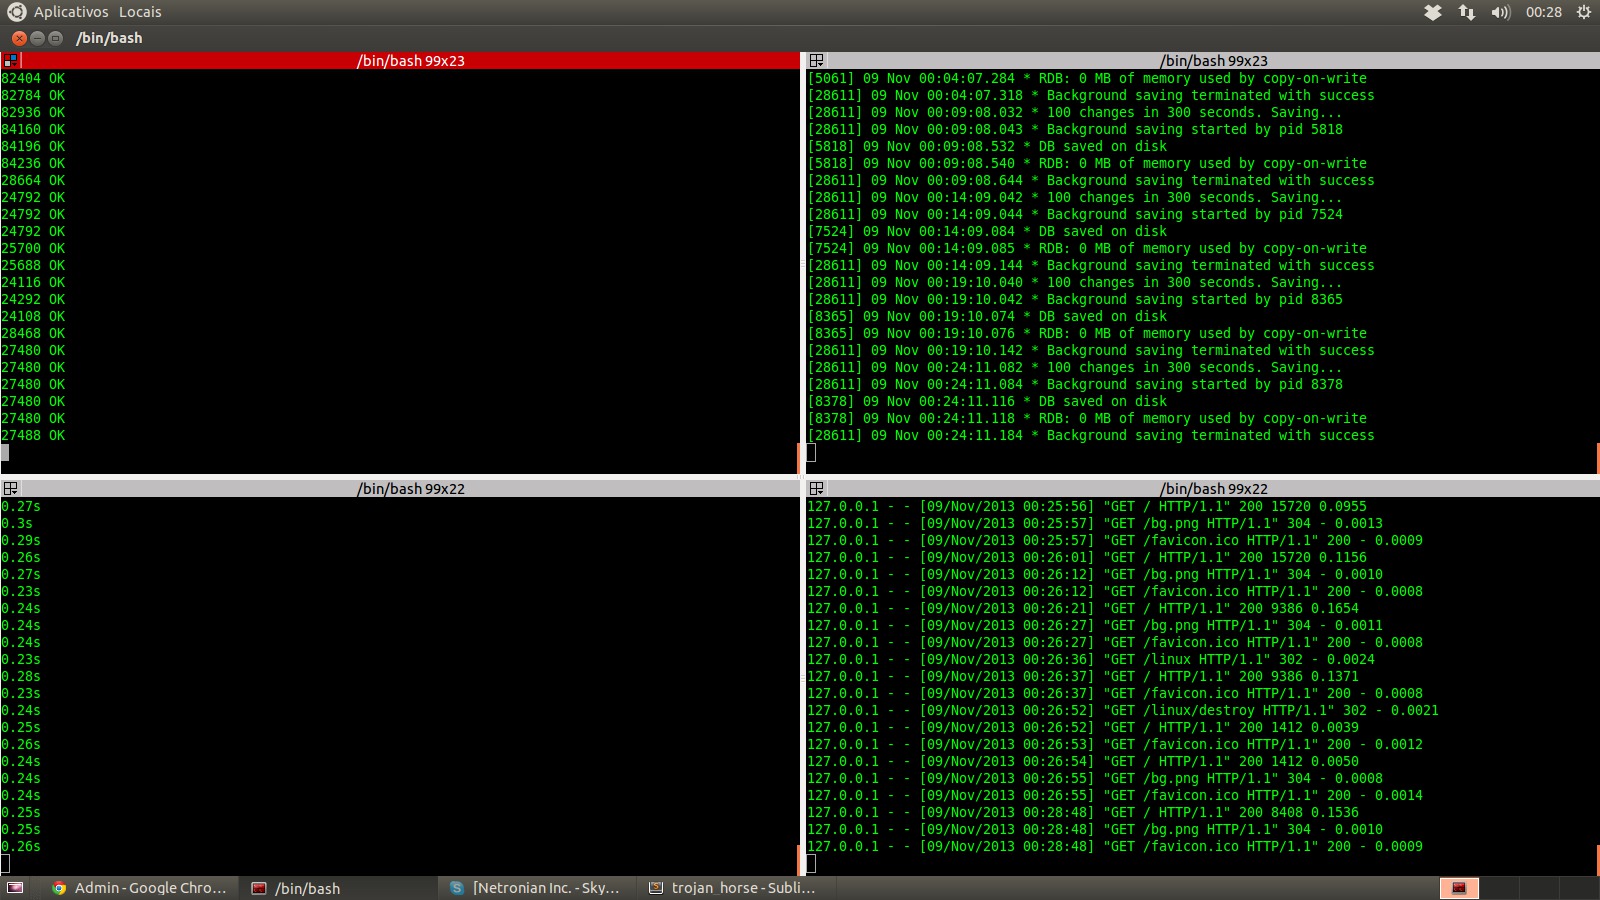 Aplicativos Locais 00:28
/bin/bash
/bin/bash 99x23
82404 OK
82784 OK
82936 OK
84160 OK
84196 OK
84236 OK
28664 OK
24792 OK
24792 OK
24792 OK
25700 OK
25688 OK
24116 OK
24292 OK
24108 OK
28468 OK
27480 OK
27480 OK
27480 OK
27480 OK
27480 OK
27488 OK
/bin/bash 99x23
[5061] 09 Nov 00:04:07.284 * RDB: 0 MB of memory used by copy-on-write
[28611] 09 Nov 00:04:07.318 * Background saving terminated with success
[28611] 09 Nov 00:09:08.032 * 100 changes in 300 seconds. Saving...
[28611] 09 Nov 00:09:08.043 * Background saving started by pid 5818
[5818] 09 Nov 00:09:08.532 * DB saved on disk
[5818] 09 Nov 00:09:08.540 * RDB: 0 MB of memory used by copy-on-write
[28611] 09 Nov 00:09:08.644 * Background saving terminated with success
[28611] 09 Nov 00:14:09.042 * 100 changes in 300 seconds. Saving...
[28611] 09 Nov 00:14:09.044 * Background saving started by pid 7524
[7524] 09 Nov 00:14:09.084 * DB saved on disk
[7524] 09 Nov 00:14:09.085 * RDB: 0 MB of memory used by copy-on-write
[28611] 09 Nov 00:14:09.144 * Background saving terminated with success
[28611] 09 Nov 00:19:10.040 * 100 changes in 300 seconds. Saving...
[28611] 09 Nov 00:19:10.042 * Background saving started by pid 8365
[8365] 09 Nov 00:19:10.074 * DB saved on disk
[8365] 09 Nov 00:19:10.076 * RDB: 0 MB of memory used by copy-on-write
[28611] 09 Nov 00:19:10.142 * Background saving terminated with success
[28611] 09 Nov 00:24:11.082 * 100 changes in 300 seconds. Saving...
[28611] 09 Nov 00:24:11.084 * Background saving started by pid 8378
[8378] 09 Nov 00:24:11.116 * DB saved on disk
[8378] 09 Nov 00:24:11.118 * RDB: 0 MB of memory used by copy-on-write
[28611] 09 Nov 00:24:11.184 * Background saving terminated with success
/bin/bash 99x22
0.27s
0.3s
0.29s
0.26s
0.27s
0.23s
0.24s
0.24s
0.24s
0.23s
0.28s
0.23s
0.24s
0.25s
0.26s
0.24s
0.24s
0.24s
0.25s
0.25s
0.26s
/bin/bash 99x22
127.0.0.1 - - [09/Nov/2013 00:25:56] "GET / HTTP/1.1" 200 15720 0.0955
127.0.0.1 - - [09/Nov/2013 00:25:57] "GET /bg.png HTTP/1.1" 304 - 0.0013
127.0.0.1 - - [09/Nov/2013 00:25:57] "GET /favicon.ico HTTP/1.1" 200 - 0.0009
127.0.0.1 - - [09/Nov/2013 00:26:01] "GET / HTTP/1.1" 200 15720 0.1156
127.0.0.1 - - [09/Nov/2013 00:26:12] "GET /bg.png HTTP/1.1" 304 - 0.0010
127.0.0.1 - - [09/Nov/2013 00:26:12] "GET /favicon.ico HTTP/1.1" 200 - 0.0008
127.0.0.1 - - [09/Nov/2013 00:26:21] "GET / HTTP/1.1" 200 9386 0.1654
127.0.0.1 - - [09/Nov/2013 00:26:27] "GET /bg.png HTTP/1.1" 304 - 0.0011
127.0.0.1 - - [09/Nov/2013 00:26:27] "GET /favicon.ico HTTP/1.1" 200 - 0.0008
127.0.0.1 - - [09/Nov/2013 00:26:36] "GET /linux HTTP/1.1" 302 - 0.0024
127.0.0.1 - - [09/Nov/2013 00:26:37] "GET / HTTP/1.1" 200 9386 0.1371
127.0.0.1 - - [09/Nov/2013 00:26:37] "GET /favicon.ico HTTP/1.1" 200 - 0.0008
127.0.0.1 - - [09/Nov/2013 00:26:52] "GET /linux/destroy HTTP/1.1" 302 - 0.0021
127.0.0.1 - - [09/Nov/2013 00:26:52] "GET / HTTP/1.1" 200 1412 0.0039
127.0.0.1 - - [09/Nov/2013 00:26:53] "GET /favicon.ico HTTP/1.1" 200 - 0.0012
127.0.0.1 - - [09/Nov/2013 00:26:54] "GET / HTTP/1.1" 200 1412 0.0050
127.0.0.1 - - [09/Nov/2013 00:26:55] "GET /bg.png HTTP/1.1" 304 - 0.0008
127.0.0.1 - - [09/Nov/2013 00:26:55] "GET /favicon.ico HTTP/1.1" 200 - 0.0014
127.0.0.1 - - [09/Nov/2013 00:28:48] "GET / HTTP/1.1" 200 8408 0.1536
127.0.0.1 - - [09/Nov/2013 00:28:48] "GET /bg.png HTTP/1.1" 304 - 0.0010
127.0.0.1 - - [09/Nov/2013 00:28:48] "GET /favicon.ico HTTP/1.1" 200 - 0.0009
Admin - Google Chro... /bin/bash [Netronian Inc. - Sky... trojan_horse - Subli...